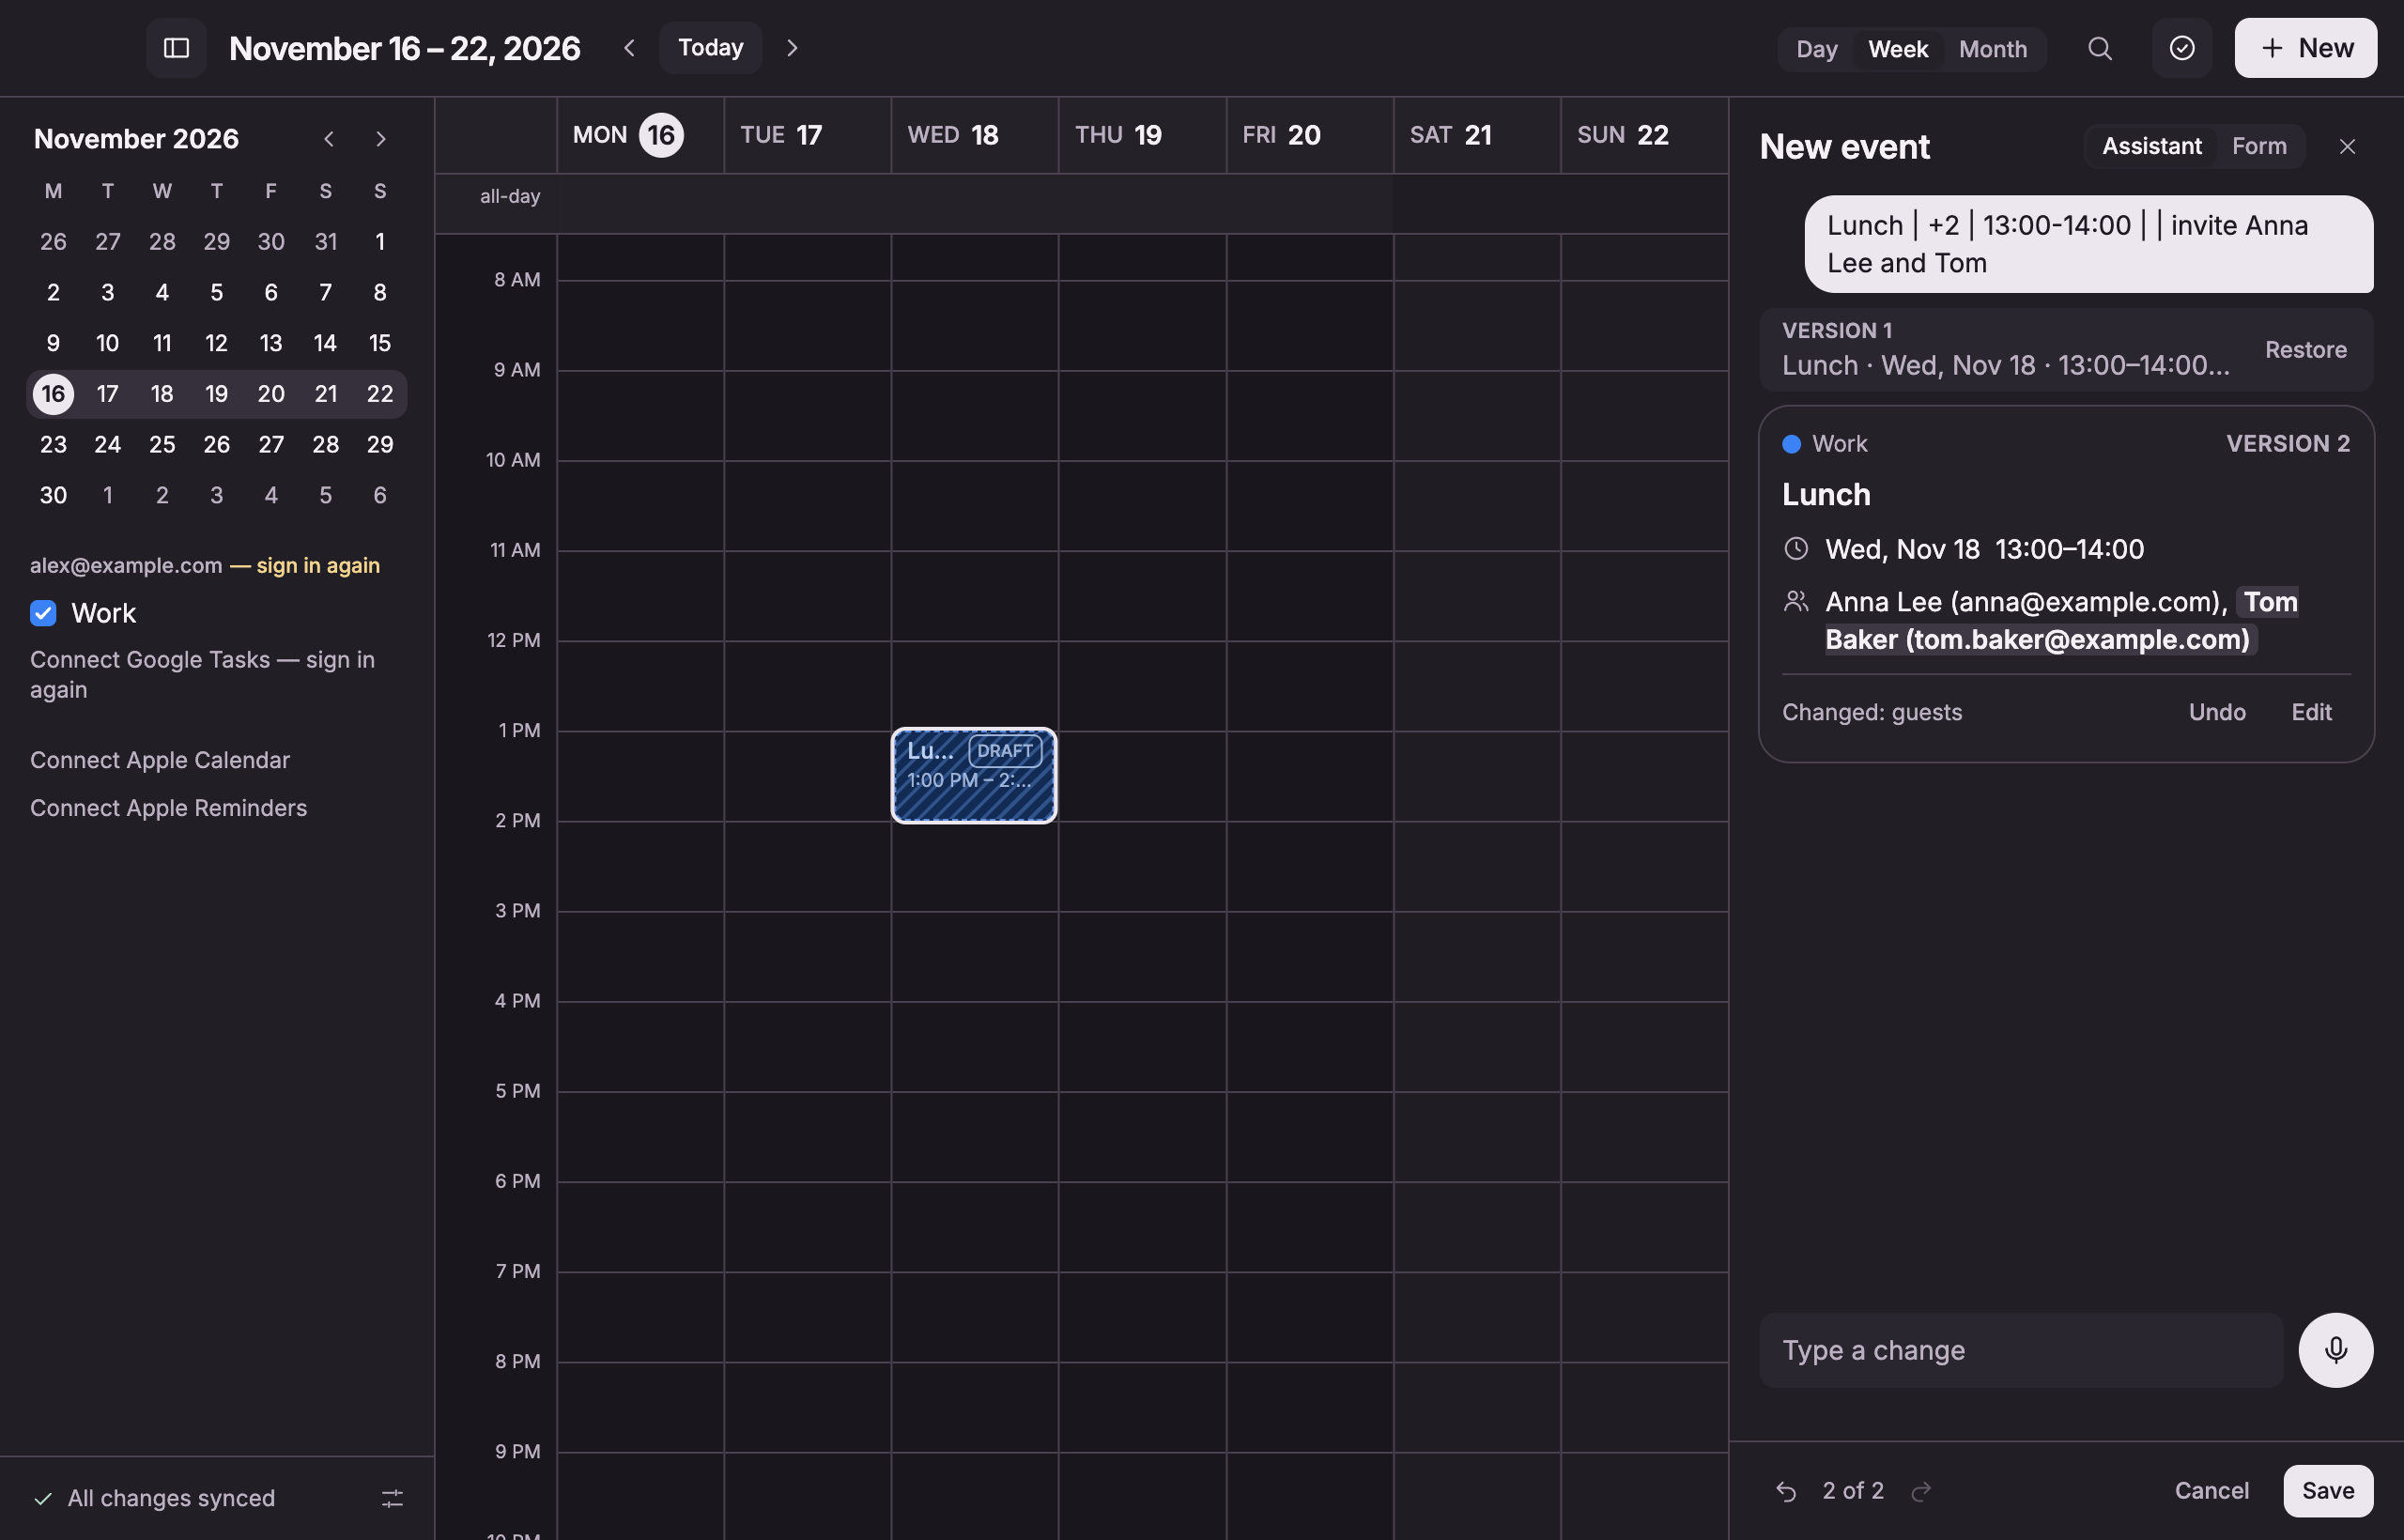 November 16 – 22, 2026
Today
Day Week Month
New
November 2026
M T W T F S S
26 27 28 29 30 31 1
2 3 4 5 6 7 8
9 10 11 12 13 14 15
16 17 18 19 20 21 22
23 24 25 26 27 28 29
30 1 2 3 4 5 6
alex@example.com — sign in again
Work
Connect Google Tasks — sign in
again
Connect Apple Calendar
Connect Apple Reminders
All changes synced
MON 16 TUE 17 WED 18 THU 19 FRI 20 SAT 21 SUN 22
all-day
8 AM
9 AM
10 AM
11 AM
12 PM
1 PM
Lu... DRAFT
1:00 PM – 2:...
2 PM
3 PM
4 PM
5 PM
6 PM
7 PM
8 PM
9 PM
10 PM
New event
Assistant Form
Lunch | +2 | 13:00-14:00 | | invite Anna
Lee and Tom
VERSION 1
Lunch · Wed, Nov 18 · 13:00–14:00...
Restore
Work VERSION 2
Lunch
Wed, Nov 18 13:00–14:00
Anna Lee (anna@example.com), Tom
Baker (tom.baker@example.com)
Changed: guests Undo Edit
Type a change
2 of 2
Cancel Save